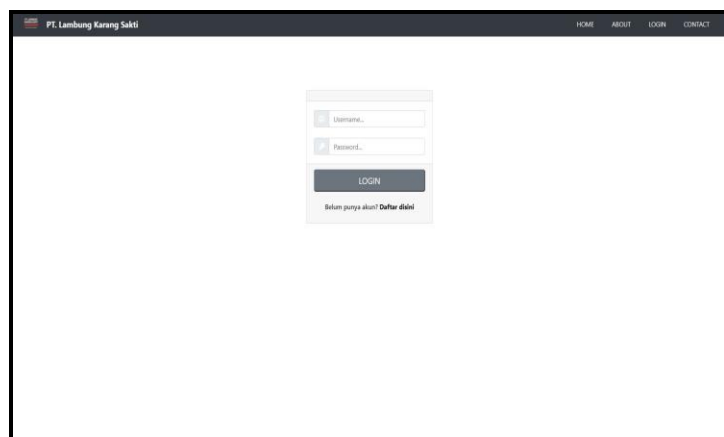 PT. Lambung Karang Sakti
HOME ABOUT LOGIN CONTACT
Username...
Password...
LOGIN
Belum punya akun? Daftar disini